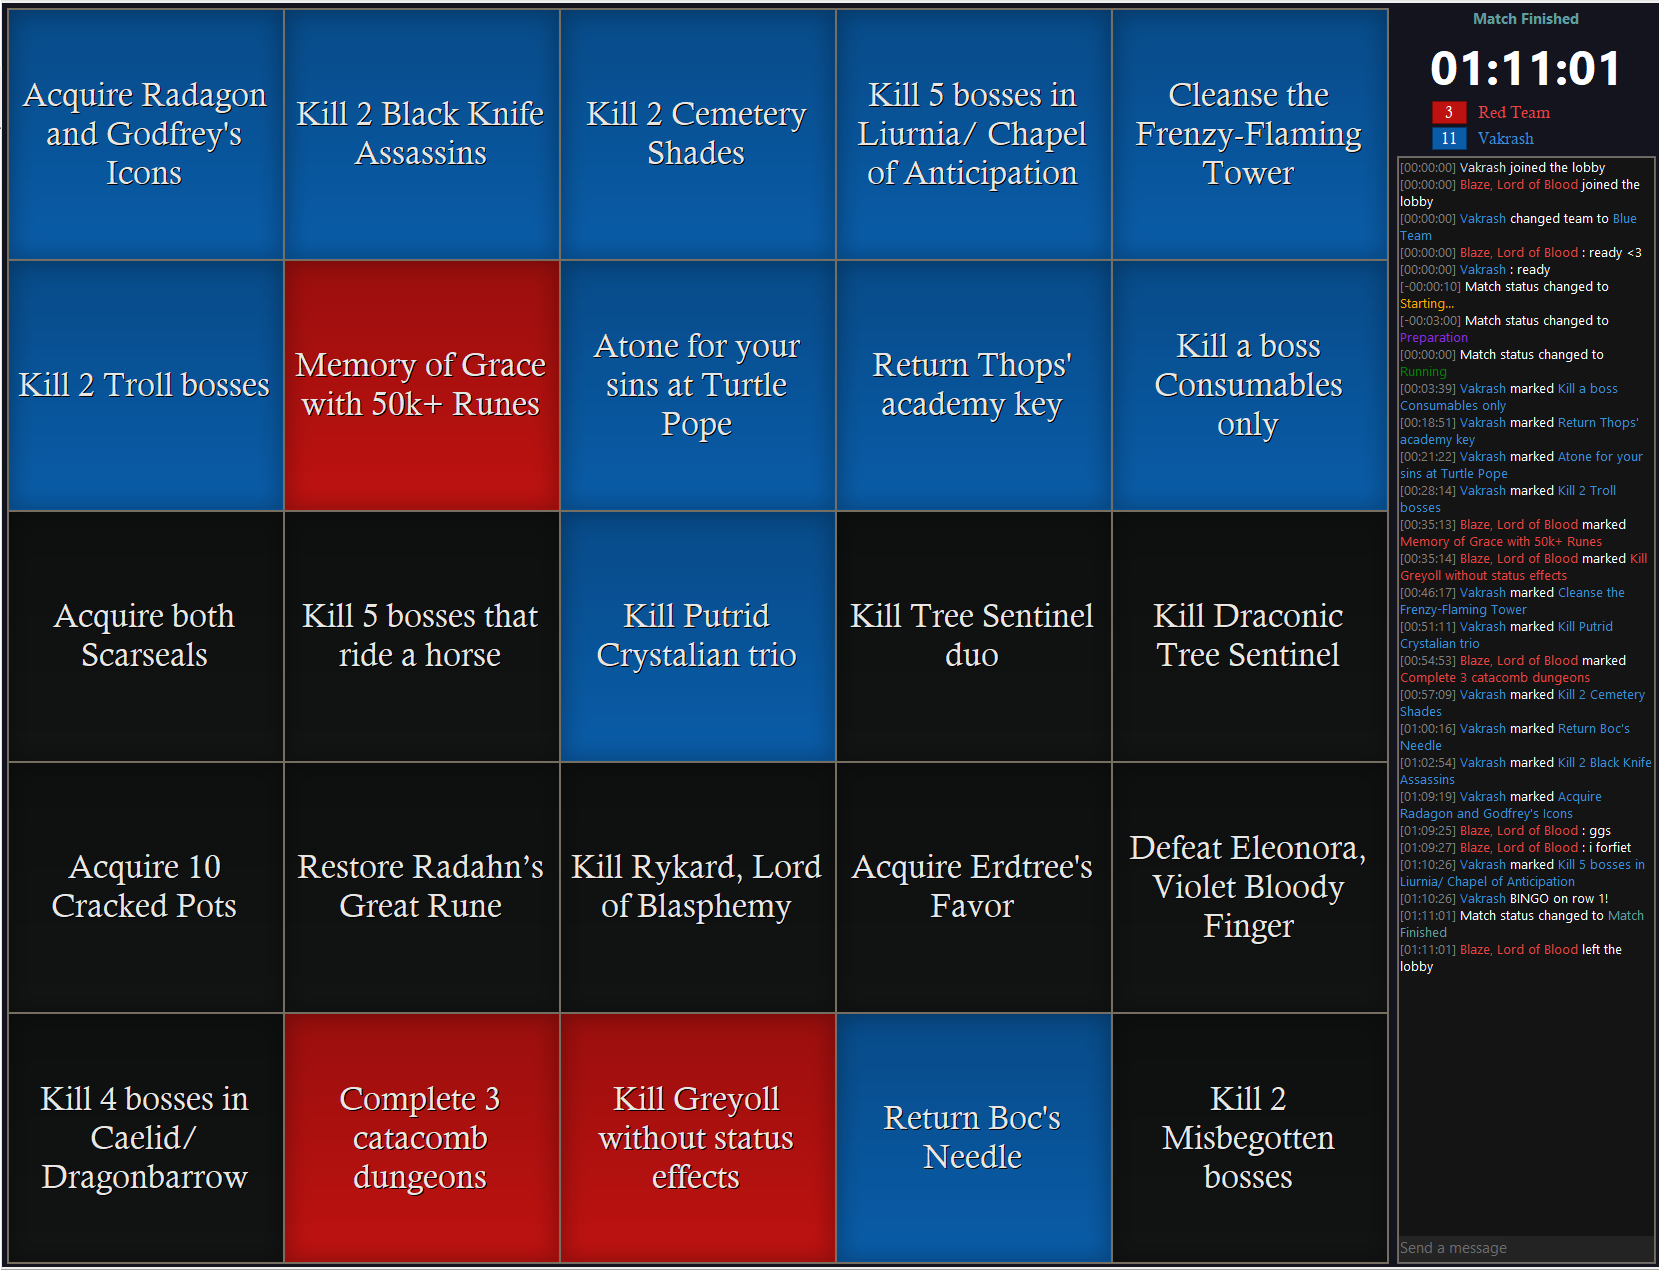 Acquire Radagon
and Godfrey's
Icons
Kill 2 Black Knife
Assassins
Kill 2 Cemetery
Shades
Kill 5 bosses in
Liurnia/ Chapel
of Anticipation
Cleanse the
Frenzy-Flaming
Tower
Kill 2 Troll bosses
Memory of Grace
with 50k+ Runes
Atone for your
sins at Turtle
Pope
Return Thops'
academy key
Kill a boss
Consumables
only
Acquire both
Scarseals
Kill 5 bosses that
ride a horse
Kill Putrid
Crystalian trio
Kill Tree Sentinel
duo
Kill Draconic
Tree Sentinel
Acquire 10
Cracked Pots
Restore Radahn’s
Great Rune
Kill Rykard, Lord
of Blasphemy
Acquire Erdtree's
Favor
Defeat Eleonora,
Violet Bloody
Finger
Kill 4 bosses in
Caelid/
Dragonbarrow
Complete 3
catacomb
dungeons
Kill Greyoll
without status
effects
Return Boc's
Needle
Kill 2
Misbegotten
bosses
Match Finished
01:11:01
3 Red Team
11 Vakrash
[00:00:00] Vakrash joined the lobby
[00:00:00] Blaze, Lord of Blood joined the
lobby
[00:00:00] Vakrash changed team to Blue
Team
[00:00:00] Blaze, Lord of Blood : ready <3
[00:00:00] Vakrash : ready
[-00:00:10] Match status changed to
Starting...
[-00:03:00] Match status changed to
Preparation
[00:00:00] Match status changed to
Running
[00:03:39] Vakrash marked Kill a boss
Consumables only
[00:18:51] Vakrash marked Return Thops'
academy key
[00:21:22] Vakrash marked Atone for your
sins at Turtle Pope
[00:28:14] Vakrash marked Kill 2 Troll
bosses
[00:35:13] Blaze, Lord of Blood marked
Memory of Grace with 50k+ Runes
[00:35:14] Blaze, Lord of Blood marked Kill
Greyoll without status effects
[00:46:17] Vakrash marked Cleanse the
Frenzy-Flaming Tower
[00:51:11] Vakrash marked Kill Putrid
Crystalian trio
[00:54:53] Blaze, Lord of Blood marked
Complete 3 catacomb dungeons
[00:57:09] Vakrash marked Kill 2 Cemetery
Shades
[01:00:16] Vakrash marked Return Boc's
Needle
[01:02:54] Vakrash marked Kill 2 Black Knife
Assassins
[01:09:19] Vakrash marked Acquire
Radagon and Godfrey's Icons
[01:09:25] Blaze, Lord of Blood : ggs
[01:09:27] Blaze, Lord of Blood : i forfiet
[01:10:26] Vakrash marked Kill 5 bosses in
Liurnia/ Chapel of Anticipation
[01:10:26] Vakrash BINGO on row 1!
[01:11:01] Match status changed to Match
Finished
[01:11:01] Blaze, Lord of Blood left the
lobby
Send a message